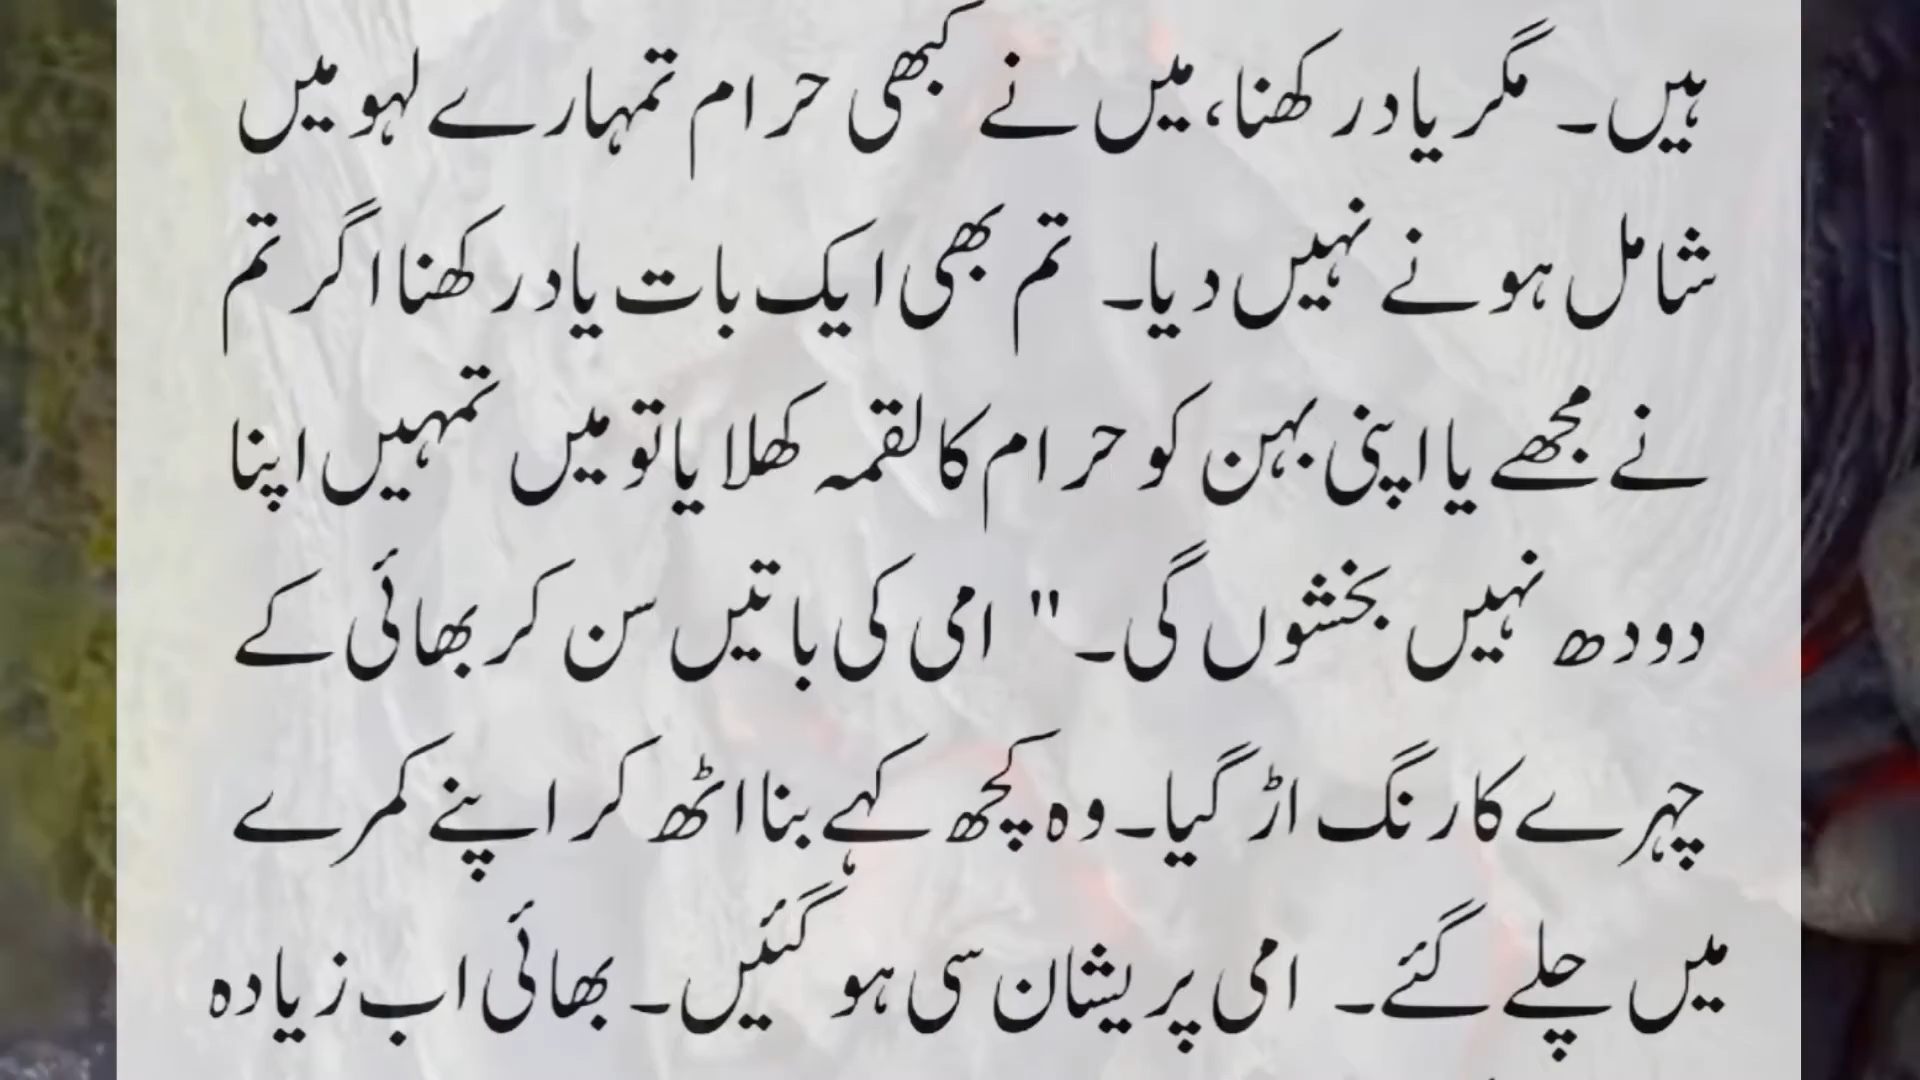 ہیں۔ مگر یاد رکھنا، میں نے کبھی حرام تمہارے لہو میں
شامل ہونے نہیں دیا۔ تم بھی ایک بات یاد رکھنا اگر تم
نے مجھے یا اپنی بہن کو حرام کا لقمہ کھلایا تو میں تمہیں اپنا
دودھ نہیں بخشوں گی۔" امی کی باتیں سن کر بھائی کے
چہرے کا رنگ اڑ گیا۔ وہ کچھ کہے بنا اٹھ کر اپنے کمرے
میں چلے گئے۔ امی پریشان سی ہو گئیں۔ بھائی اب زیادہ